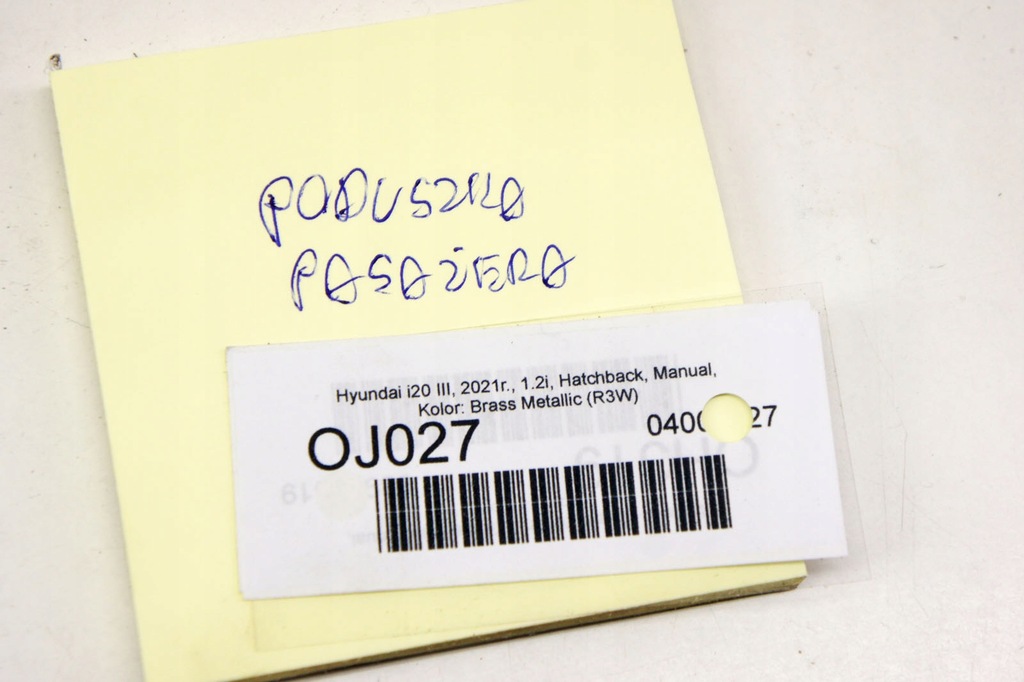 PODUSZKA
PASAŻERA
Hyundai i20 III, 2021r., 1.2i, Hatchback, Manual,
Kolor: Brass Metallic (R3W)
OJ027